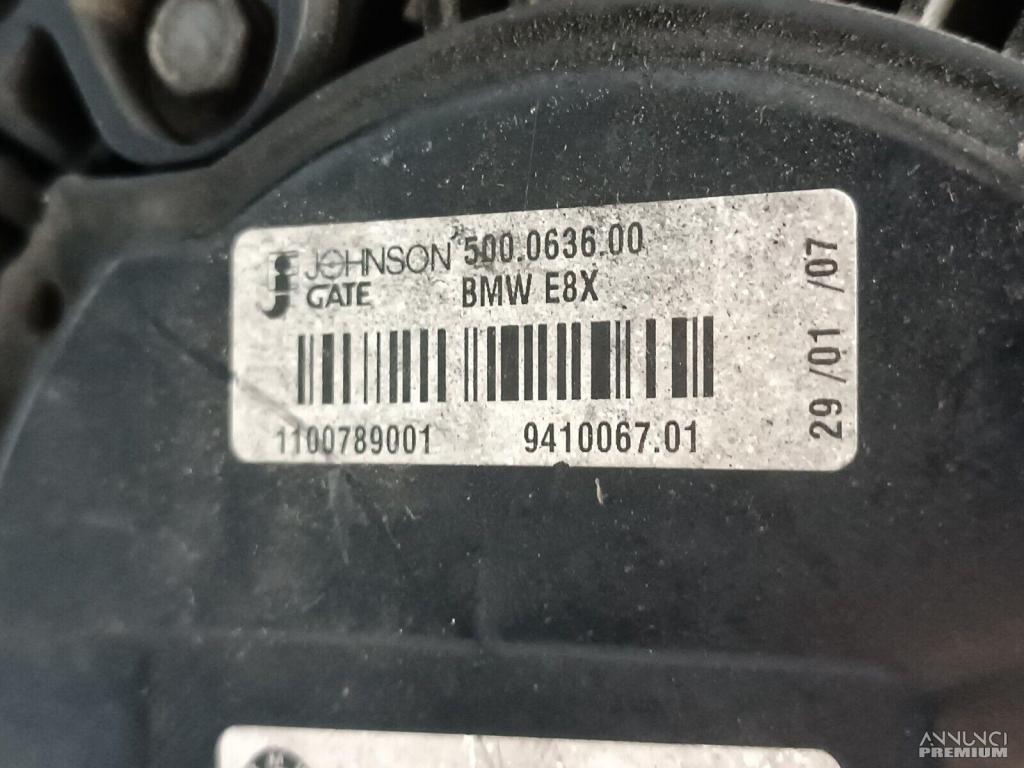 JOHNSON 500.0636.00
GATE BMW E8X
1100789001 9410067.01
29/01 /07
ANNUNCI
PREMIUM